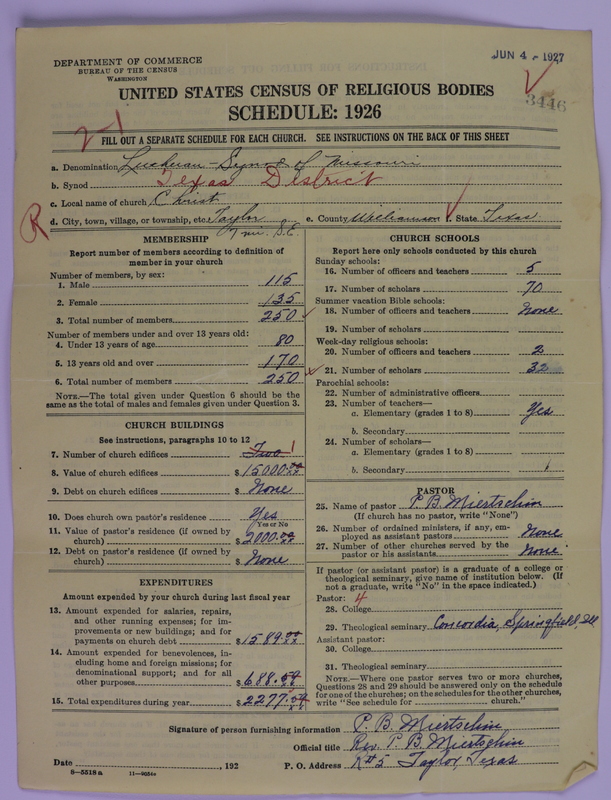 JUN 4 - 1927
DEPARTMENT OF COMMERCE
BUREAU OF THE CENSUS
WASHINGTON
UNITED STATES CENSUS OF RELIGIOUS BODIES
SCHEDULE: 1926
3446
2-1
FILL OUT A SEPARATE SCHEDULE FOR EACH CHURCH. SEE INSTRUCTIONS ON THE BACK OF THIS SHEET
a. Denomination Lutheran - Synod of Missouri
b. Synod Texas District
c. Local name of church Christ
R
d. City, town, village, or township, etc. Taylor e. County Williamson f. State Texas
7 mi. S.E.
MEMBERSHIP
Report number of members according to definition of
member in your church
Number of members, by sex:
1. Male 115
2. Female 135
3. Total number of members 250
Number of members under and over 13 years old:
4. Under 13 years of age 80
5. 13 years old and over 170
6. Total number of members 250
NOTE.—The total given under Question 6 should be
same as the total of males and females given under Question 3.
CHURCH BUILDINGS
See instructions, paragraphs 10 to 12
7. Number of church edifices Two 1
8. Value of church edifices $ 15000.00
9. Debt on church edifices $ None
10. Does church own pastor's residence Yes
Yes or No
11. Value of pastor's residence (if owned by
church) $ 2000.00
12. Debt on pastor's residence (if owned by
church) $ None
EXPENDITURES
Amount expended by your church during last fiscal year
13. Amount expended for salaries, repairs,
and other running expenses; for im-
provements or new buildings; and for
payments on church debt $ 1589.00
14. Amount expended for benevolences, in-
cluding home and foreign missions; for
denominational support; and for all
other purposes $ 688.
15. Total expenditures during year $ 2277.
CHURCH SCHOOLS
Report here only schools conducted by this church
Sunday schools:
16. Number of officers and teachers 5
17. Number of scholars 70
Summer vacation Bible schools:
18. Number of officers and teachers None
19. Number of scholars
Week-day religious schools:
20. Number of officers and teachers 2
21. Number of scholars 32
Parochial schools:
22. Number of administrative officers
23. Number of teachers—
a. Elementary (grades 1 to 8) Yes
b. Secondary
24. Number of scholars—
a. Elementary (grades 1 to 8)
b. Secondary
PASTOR
25. Name of pastor P. B. Miertschin
(If church has no pastor, write "None")
26. Number of ordained ministers, if any, em-
ployed as assistant pastors None
27. Number of other churches served by the
pastor or his assistants None
If pastor (or assistant pastor) is a graduate of a college or
theological seminary, give name of institution below. (If
not a graduate, write "No" in the space indicated.)
Pastor: 4
28. College
29. Theological seminary Concordia, Springfield, Ill
Assistant pastor:
30. College
31. Theological seminary
NOTE.—Where one pastor serves two or more churches,
Questions 28 and 29 should be answered only on the schedule
for one of the churches; on the schedules for the other churches,
write "See schedule for church."
Signature of person furnishing information P. B. Miertschin
Official title Rev. P. B. Miertschin
Date , 192 P. O. Address R#5 Taylor, Texas
8-5518 a 11-9054